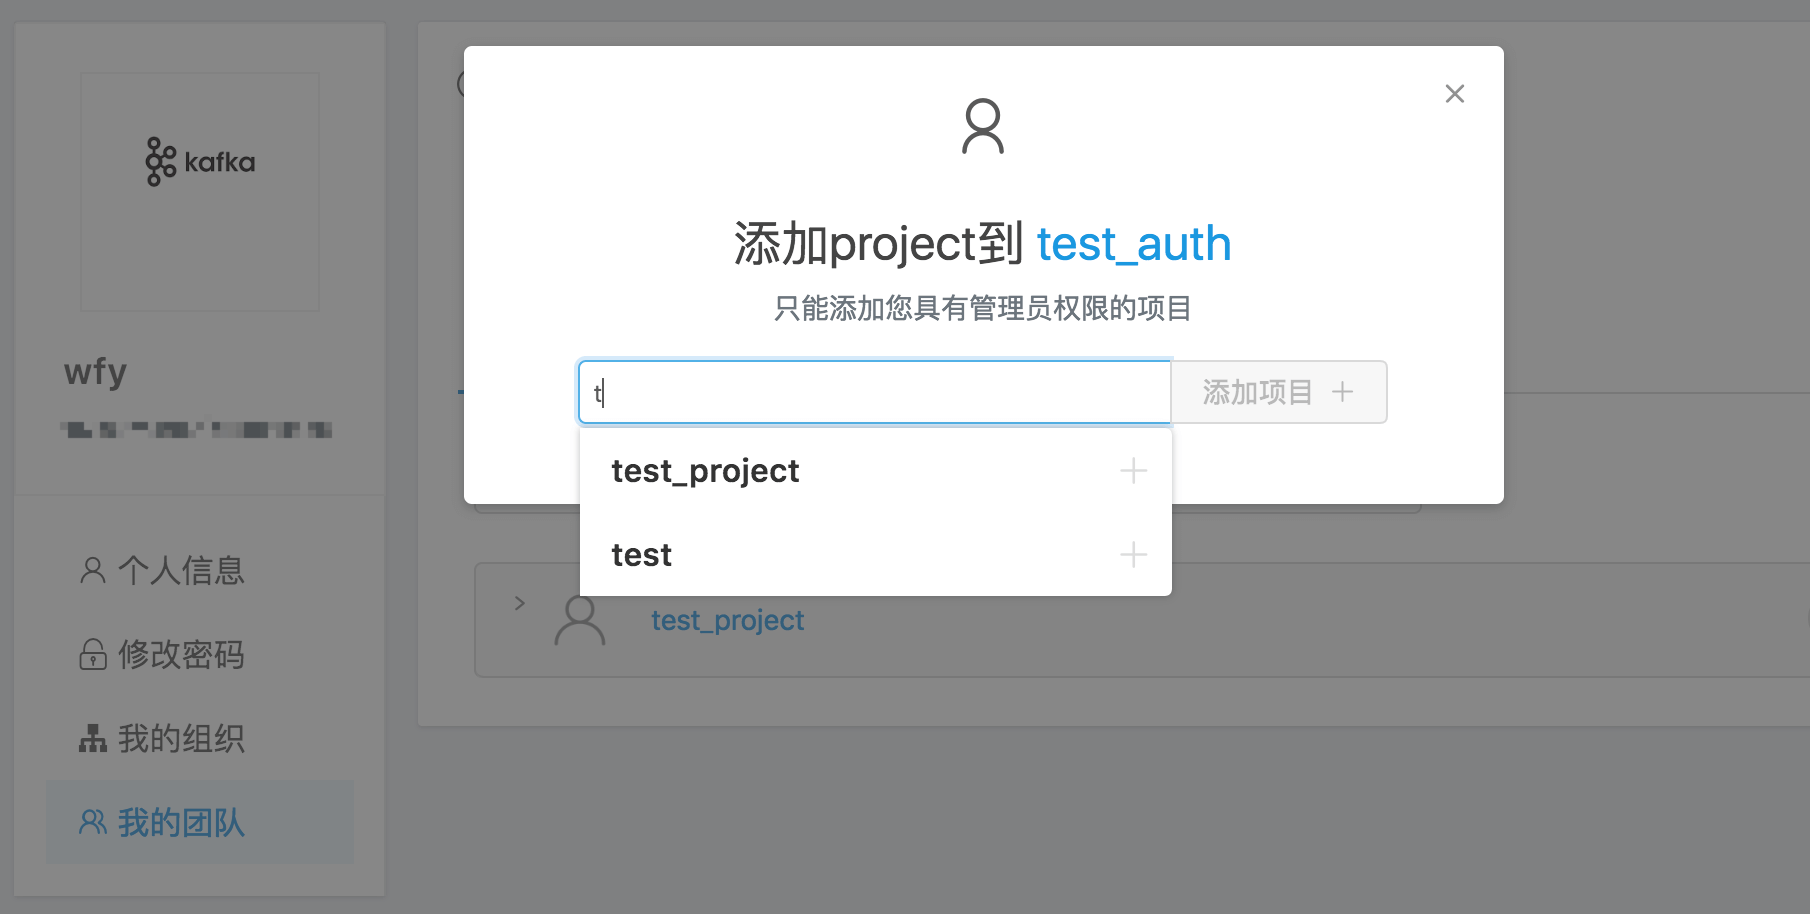 kafka
wfy
个人信息
修改密码
我的组织
我的团队
添加project到 test_auth
只能添加您具有管理员权限的项目
t
添加项目
test_project
test
test_project